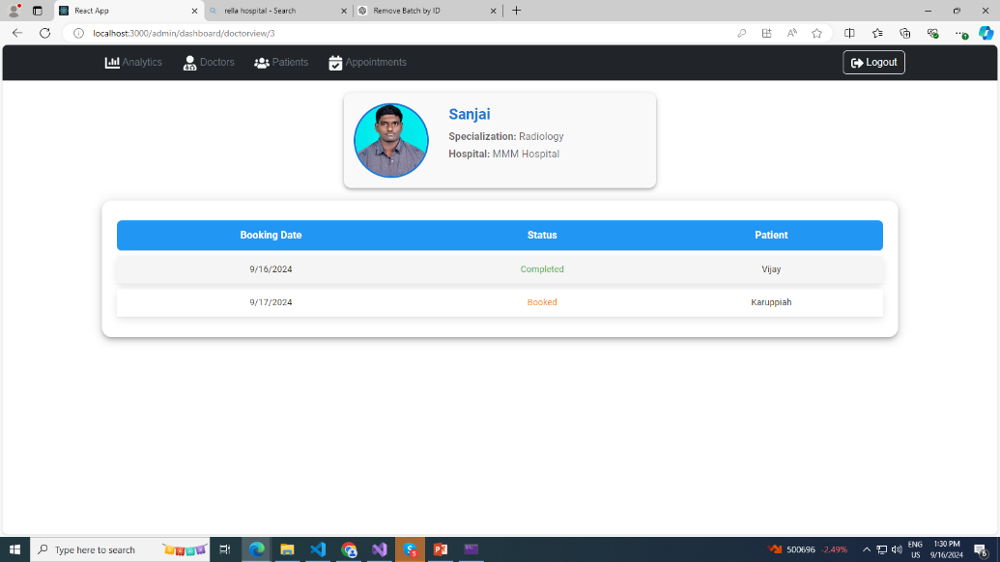 React App
rella hospital - Search
Remove Batch by ID
localhost:3000/admin/dashboard/doctorview/3
Analytics
Doctors
Patients
Appointments
Logout
Sanjai
Specialization: Radiology
Hospital: MMM Hospital
Booking Date Status Patient
9/16/2024 Completed Vijay
9/17/2024 Booked Karuppiah
Type here to search
500696 -2.49%
ENG
US
1:30 PM
9/16/2024
6